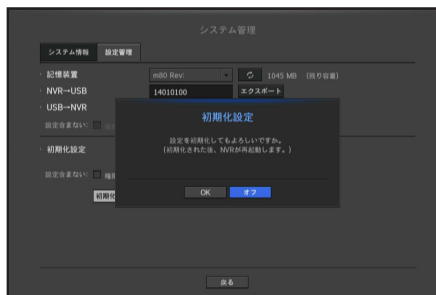 システム管理
システム情報 設定管理
記憶装置 m80 Rev: 1045 MB (残り容量)
NVR→USB 14010100 エクスポート
USB→NVR
設定合まない:
初期化設定
設定を初期化してもよろしいですか。
(初期化された後、NVRが再起動します。)
OK オフ
初期化設定
設定合まない:
初期化
戻る